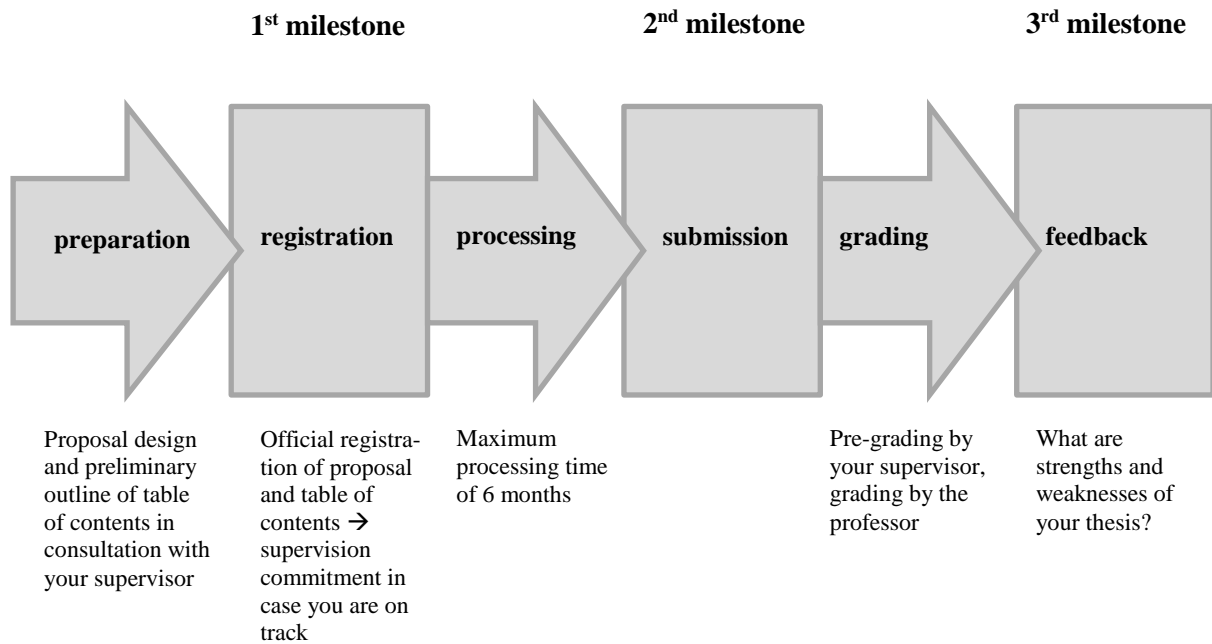 1st milestone
2nd milestone
3rd milestone
preparation
registration
processing
submission
grading
feedback
Proposal design
and preliminary
outline of table
of contents in
consultation with
your supervisor
Official registra-
tion of proposal
and table of
contents →
supervision
commitment in
case you are on
track
Maximum
processing time
of 6 months
Pre-grading by
your supervisor,
grading by the
professor
What are
strengths and
weaknesses of
your thesis?